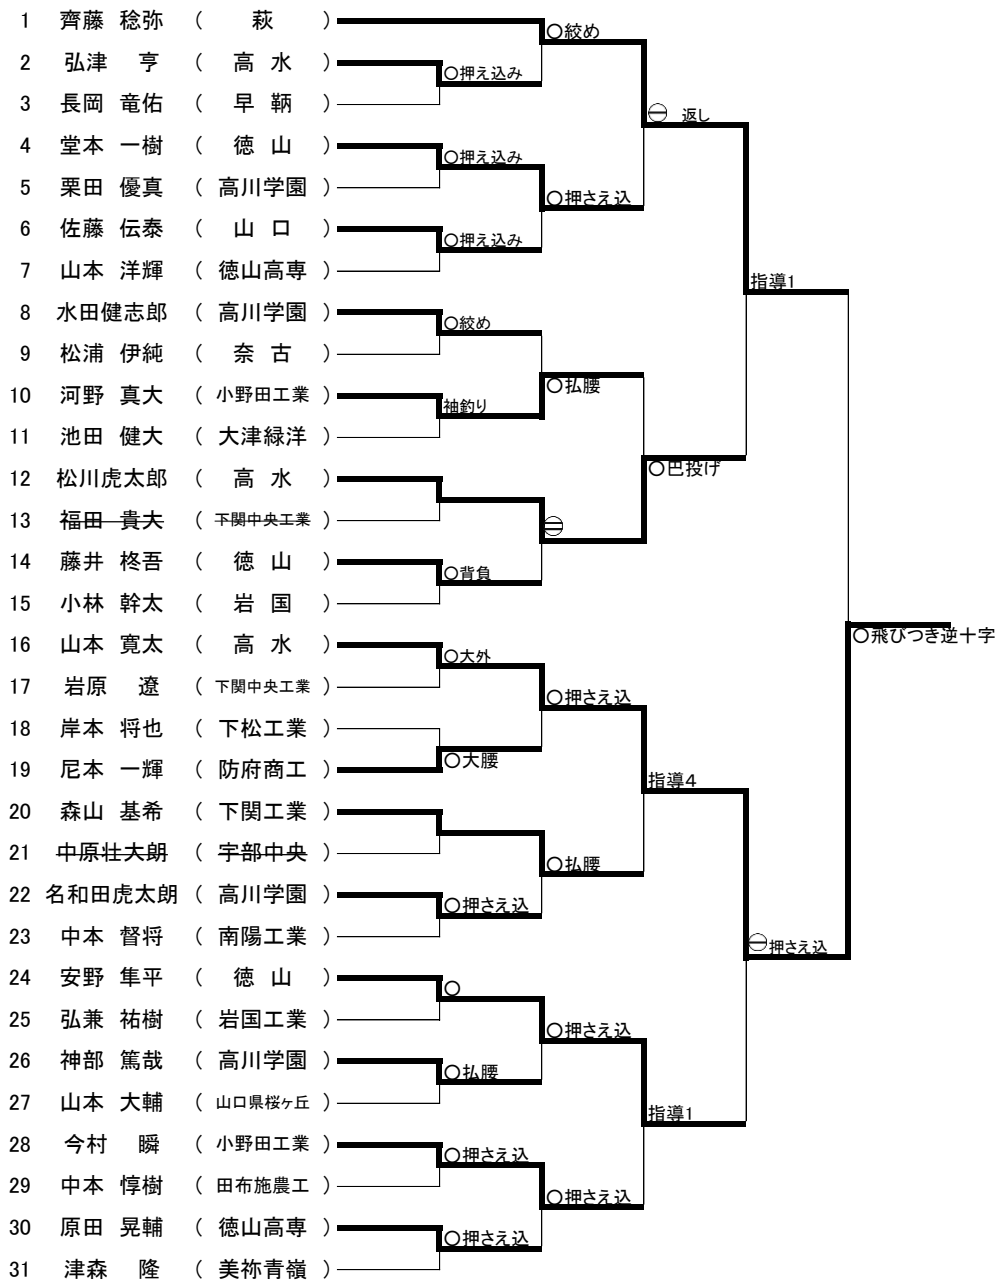 1 齊藤 稔弥 ( 萩 )
○絞め
2 弘津 亨 ( 高 水 )
○押え込み
3 長岡 竜佑 ( 早 鞆 )
⊖ 返し
4 堂本 一樹 ( 徳 山 )
○押え込み
5 栗田 優真 ( 高川学園 )
○押さえ込
6 佐藤 伝泰 ( 山 口 )
○押え込み
7 山本 洋輝 ( 徳山高専 )
指導1
8 水田健志郎 ( 高川学園 )
○絞め
9 松浦 伊純 ( 奈 古 )
○払腰
10 河野 真大 ( 小野田工業 )
袖釣り
11 池田 健大 ( 大津緑洋 )
○巴投げ
12 松川虎太郎 ( 高 水 )
13 福田 貴大 ( 下関中央工業 )
14 藤井 柊吾 ( 徳 山 )
○背負
15 小林 幹太 ( 岩 国 )
○飛びつき逆十字
16 山本 寛太 ( 高 水 )
○大外
17 岩原 遼 ( 下関中央工業 )
○押さえ込
18 岸本 将也 ( 下松工業 )
○大腰
19 尼本 一輝 ( 防府商工 )
指導4
20 森山 基希 ( 下関工業 )
21 中原壮大朗 ( 宇部中央 )
○払腰
22 名和田虎太朗 ( 高川学園 )
○押さえ込
23 中本 督将 ( 南陽工業 )
⊖押さえ込
24 安野 隼平 ( 徳 山 )
○
25 弘兼 祐樹 ( 岩国工業 )
○押さえ込
26 神部 篤哉 ( 高川学園 )
○払腰
27 山本 大輔 ( 山口県桜ケ丘 )
指導1
28 今村 瞬 ( 小野田工業 )
○押さえ込
29 中本 惇樹 ( 田布施農工 )
○押さえ込
30 原田 晃輔 ( 徳山高専 )
○押さえ込
31 津森 隆 ( 美祢青嶺 )